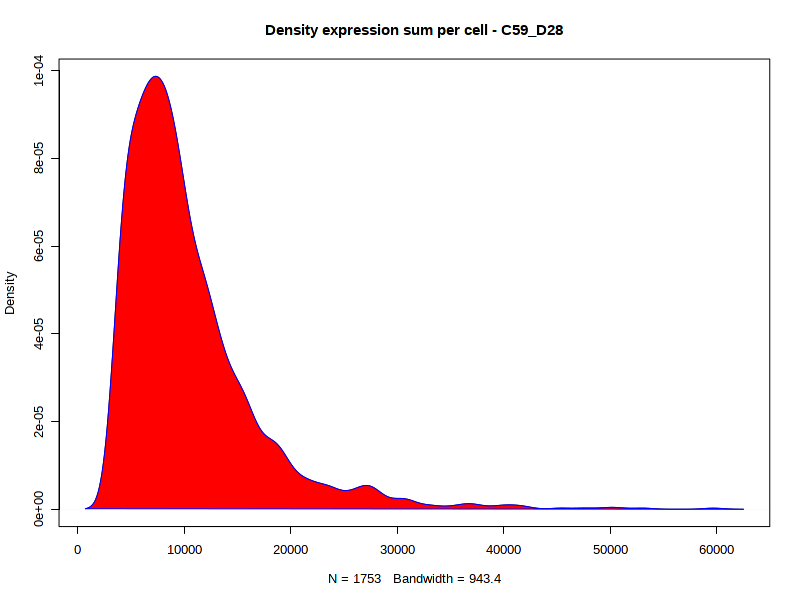 Density expression sum per cell - C59_D28
Density
1e-04
8e-05
6e-05
4e-05
2e-05
0e+00
0 10000 20000 30000 40000 50000 60000
N = 1753 Bandwidth = 943.4